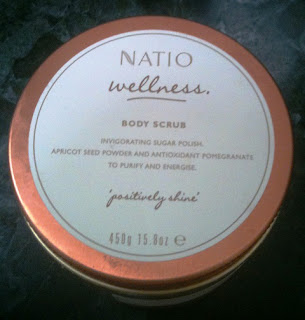 NATIO
wellness.
BODY SCRUB
INVIGORATING SUGAR POLISH.
APRICOT SEED POWDER AND ANTIOXIDANT POMEGRANATE
TO PURIFY AND ENERGISE.
'positively shine'
450g 15.8oz ℮